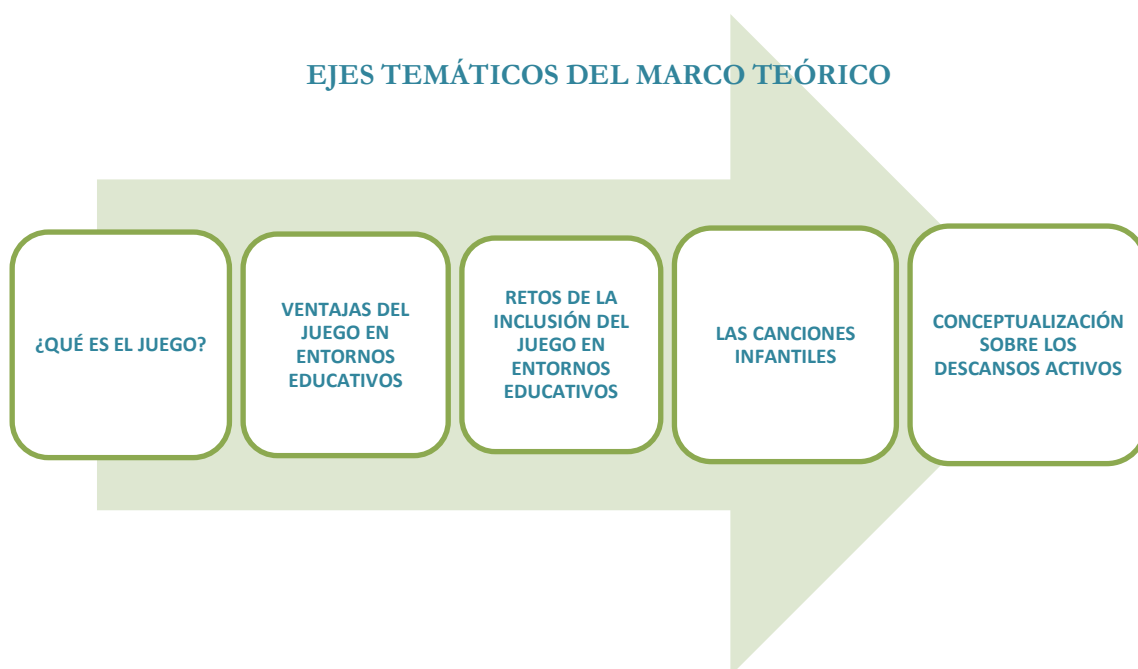 EJES TEMÁTICOS DEL MARCO TEÓRICO
¿QUÉ ES EL JUEGO?
VENTAJAS DEL
JUEGO EN
ENTORNOS
EDUCATIVOS
RETOS DE LA
INCLUSIÓN DEL
JUEGO EN
ENTORNOS
EDUCATIVOS
LAS CANCIONES
INFANTILES
CONCEPTUALIZACIÓN
SOBRE LOS
DESCANSOS ACTIVOS